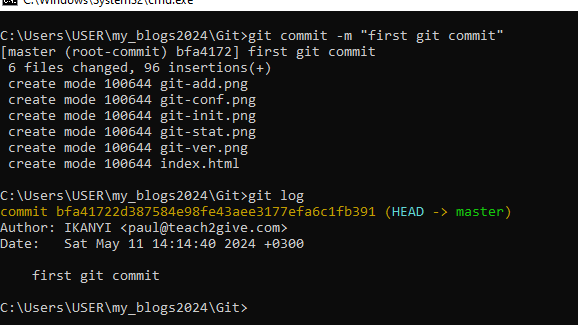 C:\Windows\System32\cmd.exe
C:\Users\USER\my_blogs2024\Git>git commit -m "first git commit"
[master (root-commit) bfa4172] first git commit
 6 files changed, 96 insertions(+)
 create mode 100644 git-add.png
 create mode 100644 git-conf.png
 create mode 100644 git-init.png
 create mode 100644 git-stat.png
 create mode 100644 git-ver.png
 create mode 100644 index.html
C:\Users\USER\my_blogs2024\Git>git log
commit bfa41722d387584e98fe43aee3177efa6c1fb391 (HEAD -> master)
Author: IKANYI <paul@teach2give.com>
Date:   Sat May 11 14:14:40 2024 +0300
    first git commit
C:\Users\USER\my_blogs2024\Git>